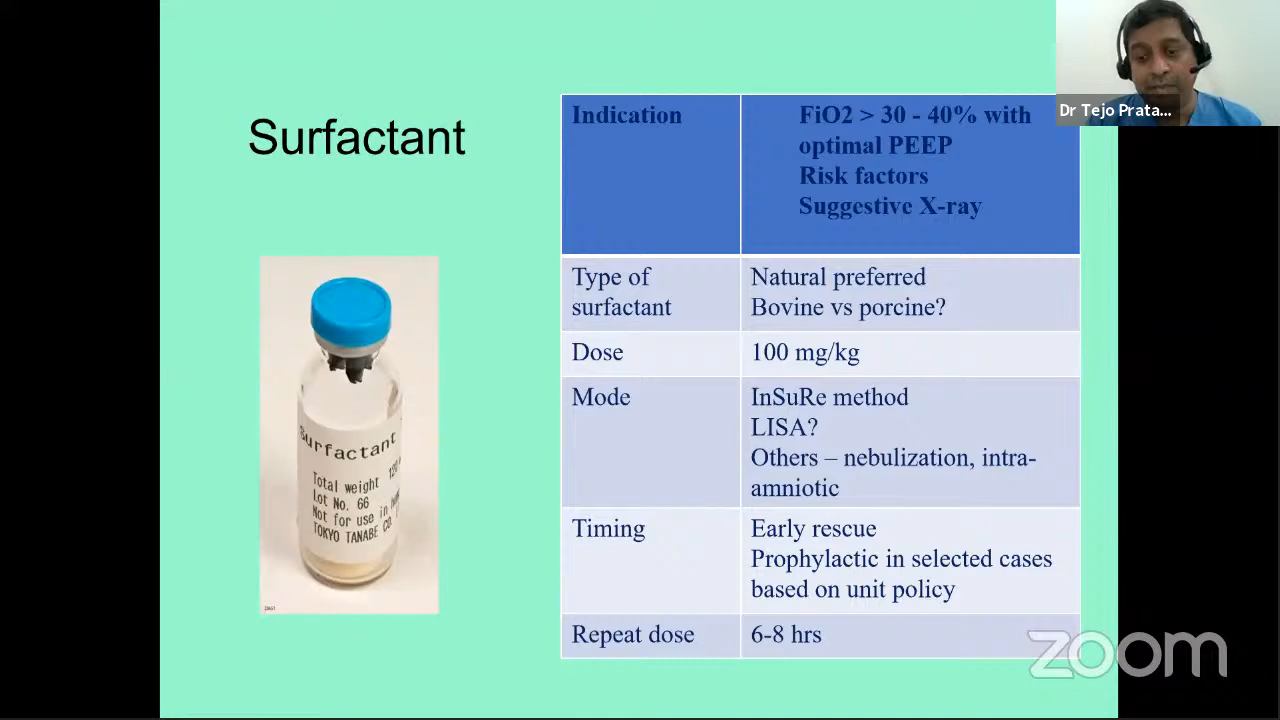 Surfactant
Indication
FiO2 > 30 - 40% with
optimal PEEP
Risk factors
Suggestive X-ray
Type of
surfactant
Natural preferred
Bovine vs porcine?
Dose
100 mg/kg
Mode
InSuRe method
LISA?
Others – nebulization, intra-
amniotic
Timing
Early rescue
Prophylactic in selected cases
based on unit policy
Repeat dose
6-8 hrs
Surfactant
Total weight
Lot No. 66
Not for use in
TOKYO TANABE CO.
Dr Tejo Prata...
zoom